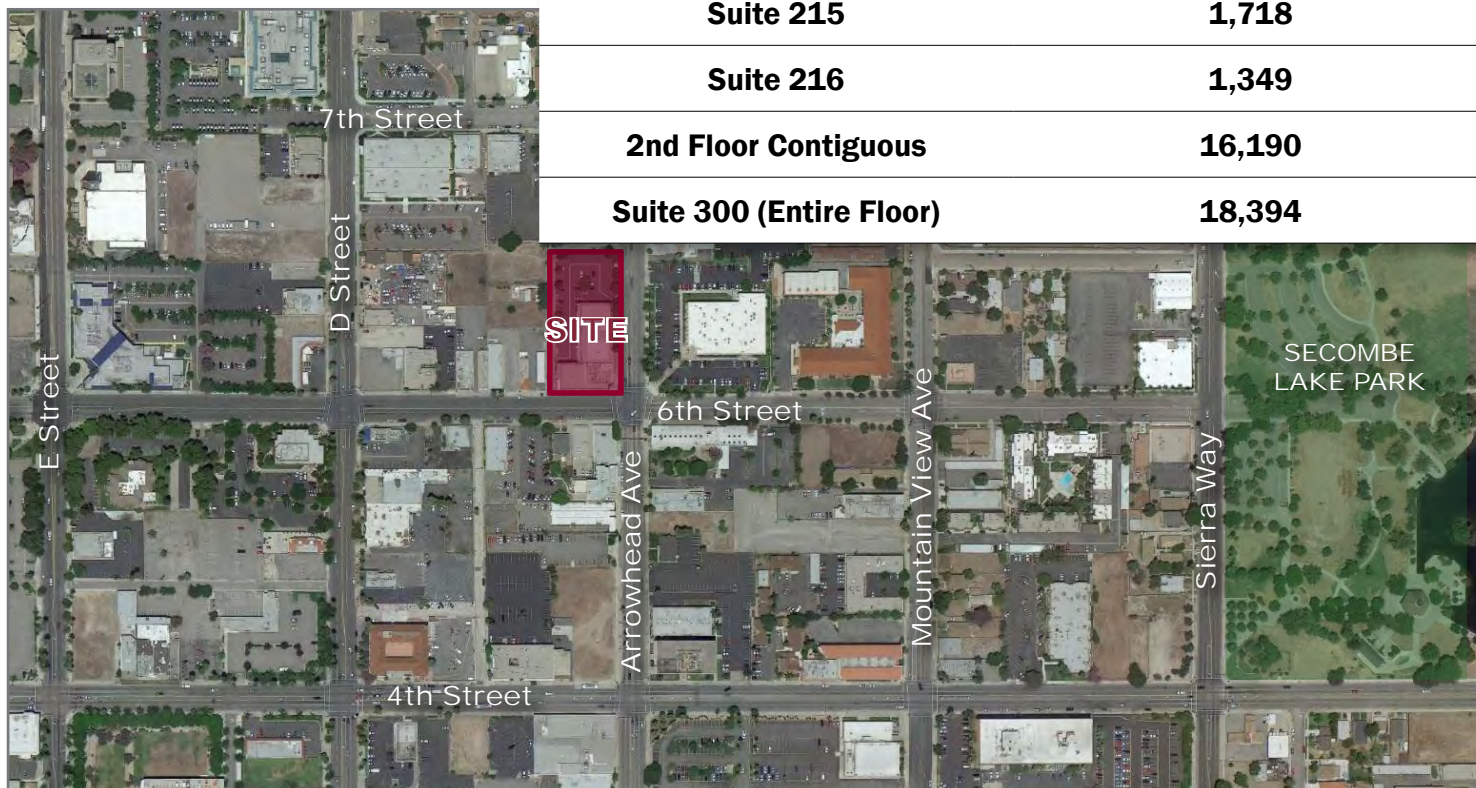 Suite 215 1,718
Suite 216 1,349
2nd Floor Contiguous 16,190
Suite 300 (Entire Floor) 18,394
7th Street
D Street
SITE
E Street
6th Street
SECOMBE
LAKE PARK
Arrowhead Ave
Mountain View Ave
Sierra Way
4th Street